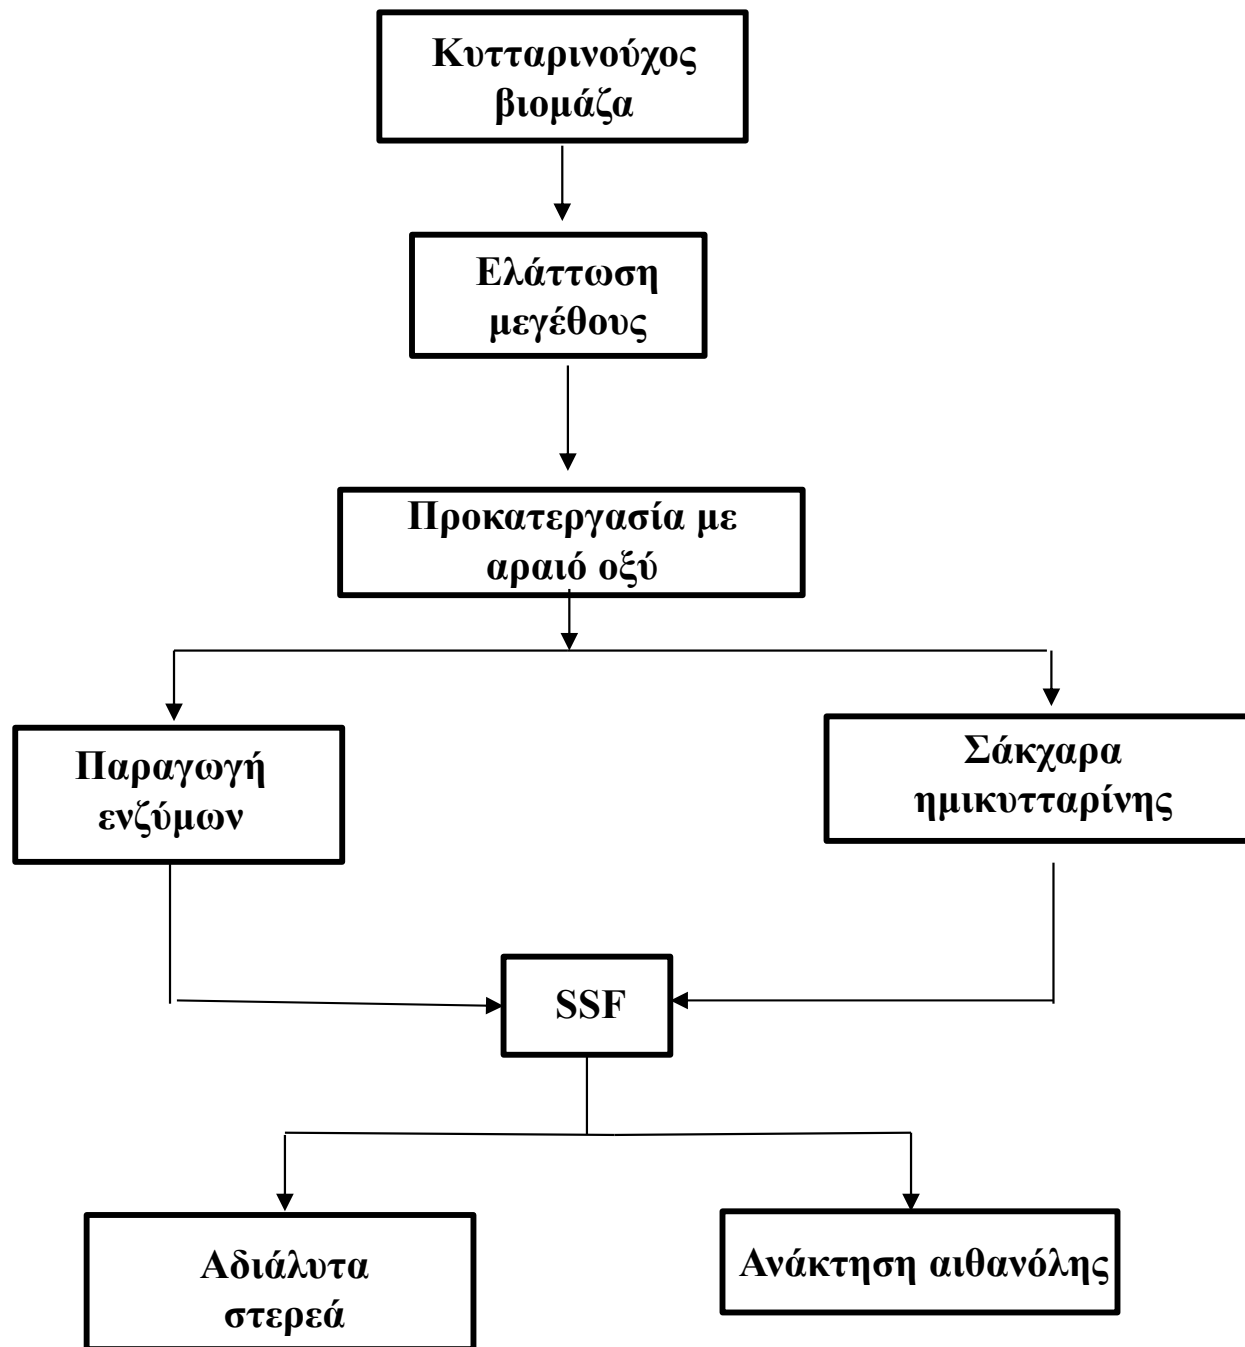 Κυτταρινούχος
βιομάζα
Ελάττωση
μεγέθους
Προκατεργασία με
αραιό οξύ
Παραγωγή
ενζύμων
Σάκχαρα
ημικυτταρίνης
SSF
Αδιάλυτα
στερεά
Ανάκτηση αιθανόλης